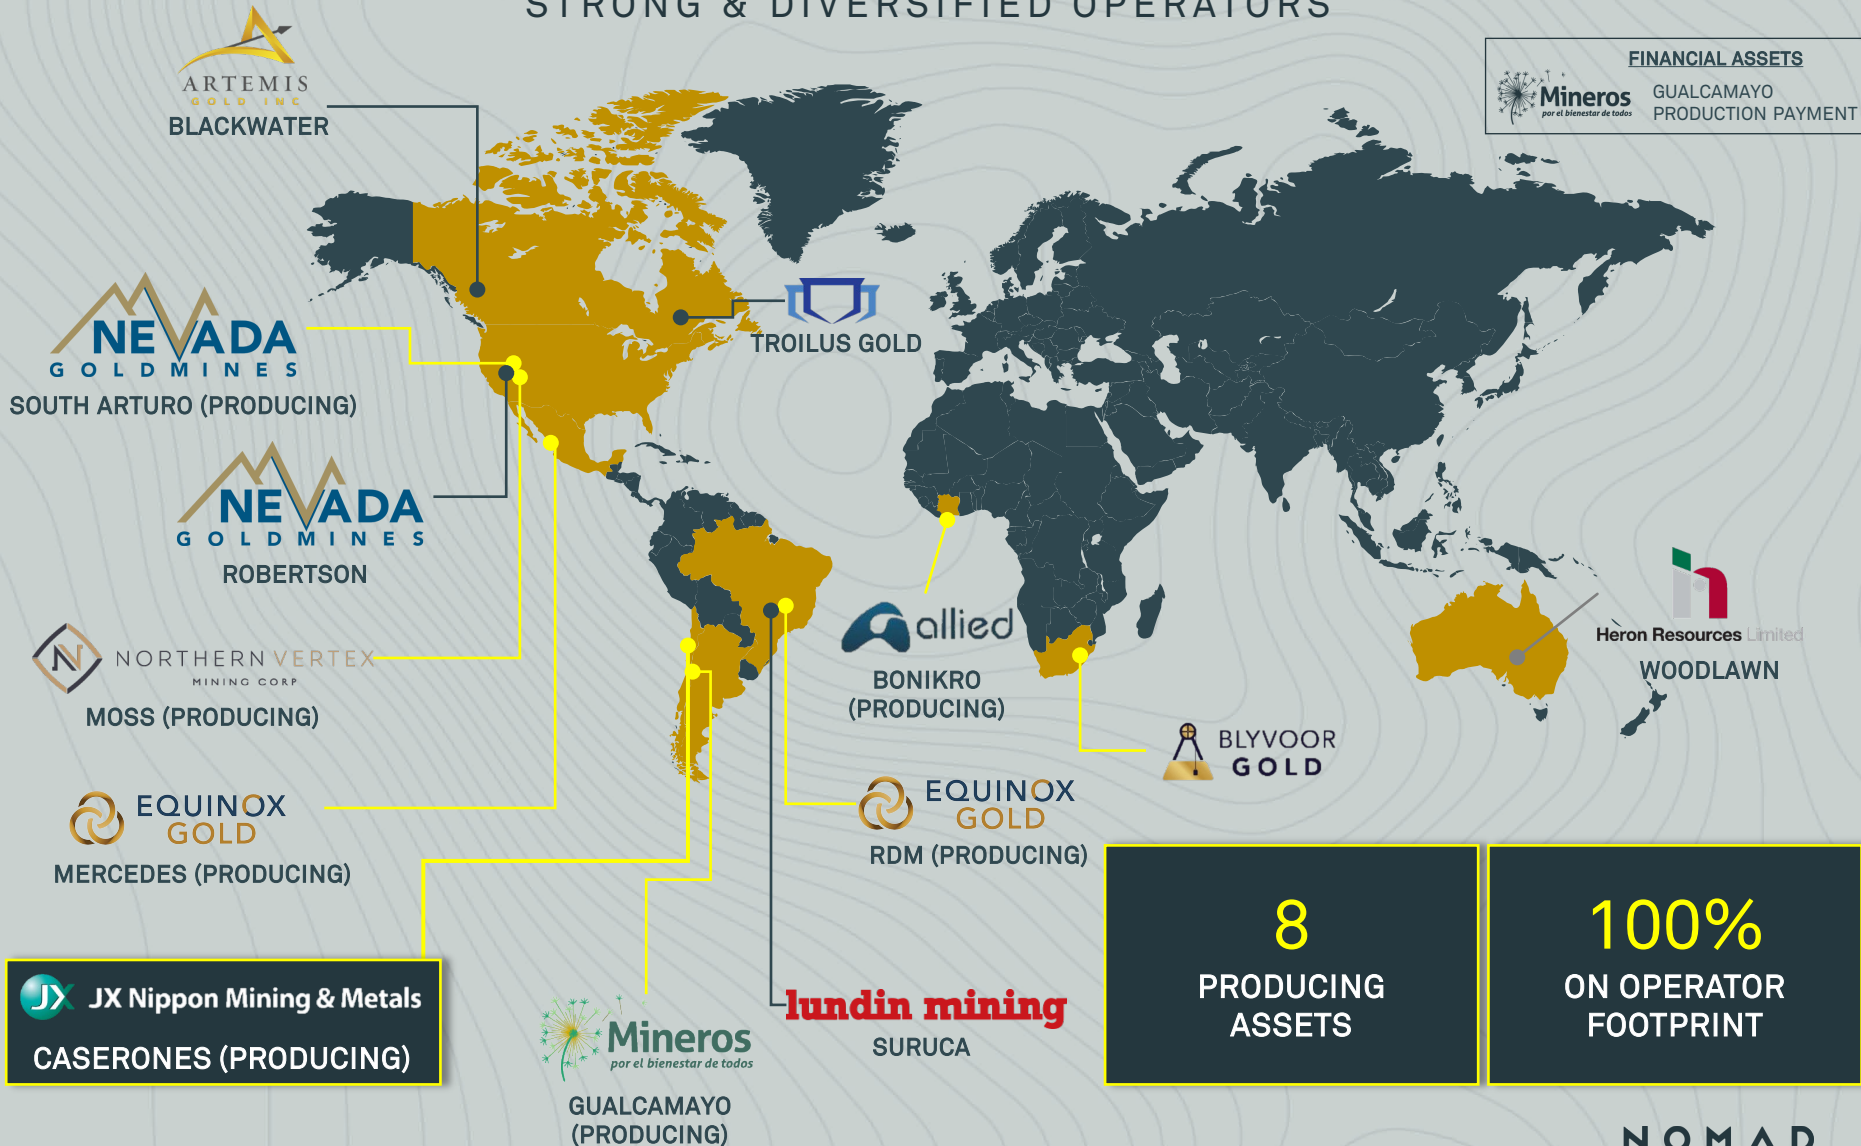 STRONG & DIVERSIFIED OPERATORS
ARTEMIS
GOLD INC
BLACKWATER
FINANCIAL ASSETS
Mineros
por el bienestar de todos
GUALCAMAYO
PRODUCTION PAYMENT
NEVADA
GOLDMINES
SOUTH ARTURO (PRODUCING)
TROILUS GOLD
NEVADA
GOLDMINES
ROBERTSON
N NORTHERN VERTEX
MINING CORP
MOSS (PRODUCING)
allied
BONIKRO
(PRODUCING)
Heron Resources Limited
WOODLAWN
BLYVOOR
GOLD
EQUINOX
GOLD
MERCEDES (PRODUCING)
EQUINOX
GOLD
RDM (PRODUCING)
JX JX Nippon Mining & Metals
CASERONES (PRODUCING)
Mineros
por el bienestar de todos
GUALCAMAYO
(PRODUCING)
lundin mining
SURUCA
8
PRODUCING
ASSETS
100%
ON OPERATOR
FOOTPRINT
NOMAD